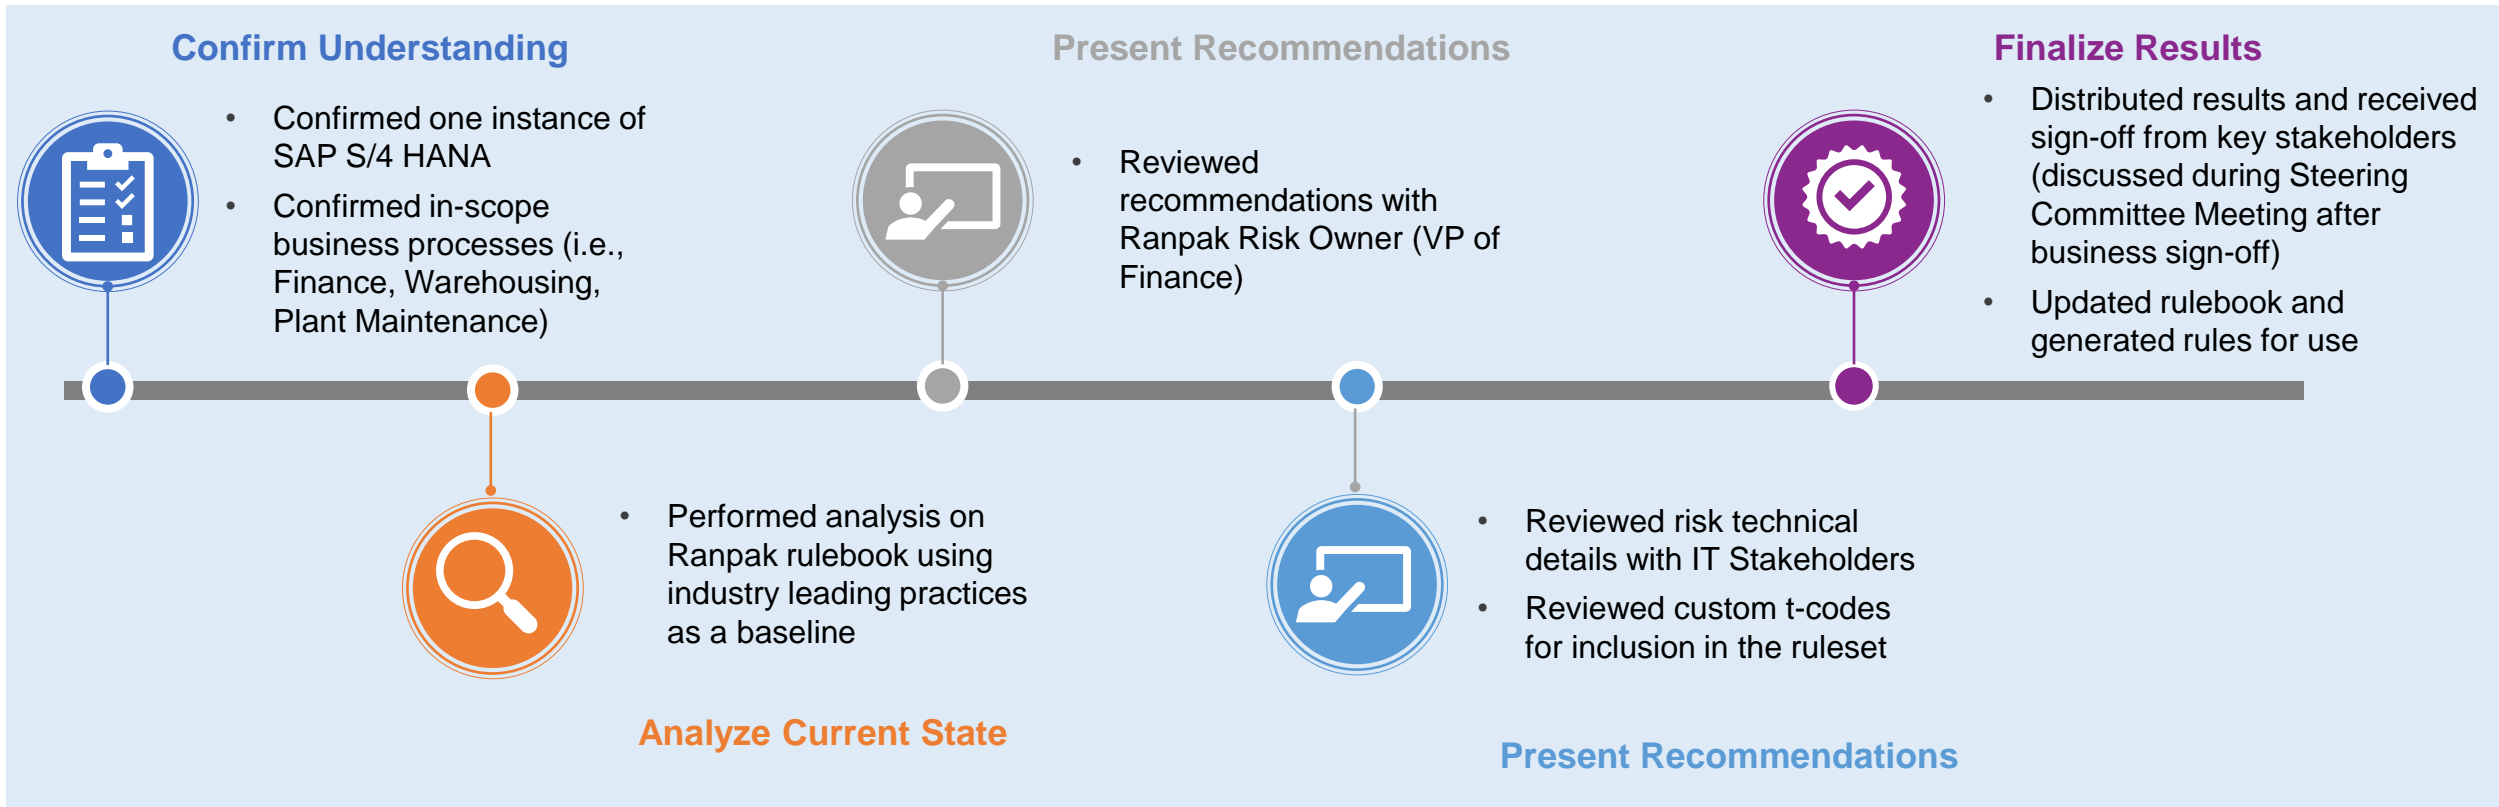 Confirm Understanding
• Confirmed one instance of
SAP S/4 HANA
• Confirmed in-scope
business processes (i.e.,
Finance, Warehousing,
Plant Maintenance)
• Performed analysis on
Ranpak rulebook using
industry leading practices
as a baseline
Analyze Current State
Present Recommendations
• Reviewed
recommendations with
Ranpak Risk Owner (VP of
Finance)
• Reviewed risk technical
details with IT Stakeholders
• Reviewed custom t-codes
for inclusion in the ruleset
Present Recommendations
Finalize Results
• Distributed results and received
sign-off from key stakeholders
(discussed during Steering
Committee Meeting after
business sign-off)
• Updated rulebook and
generated rules for use